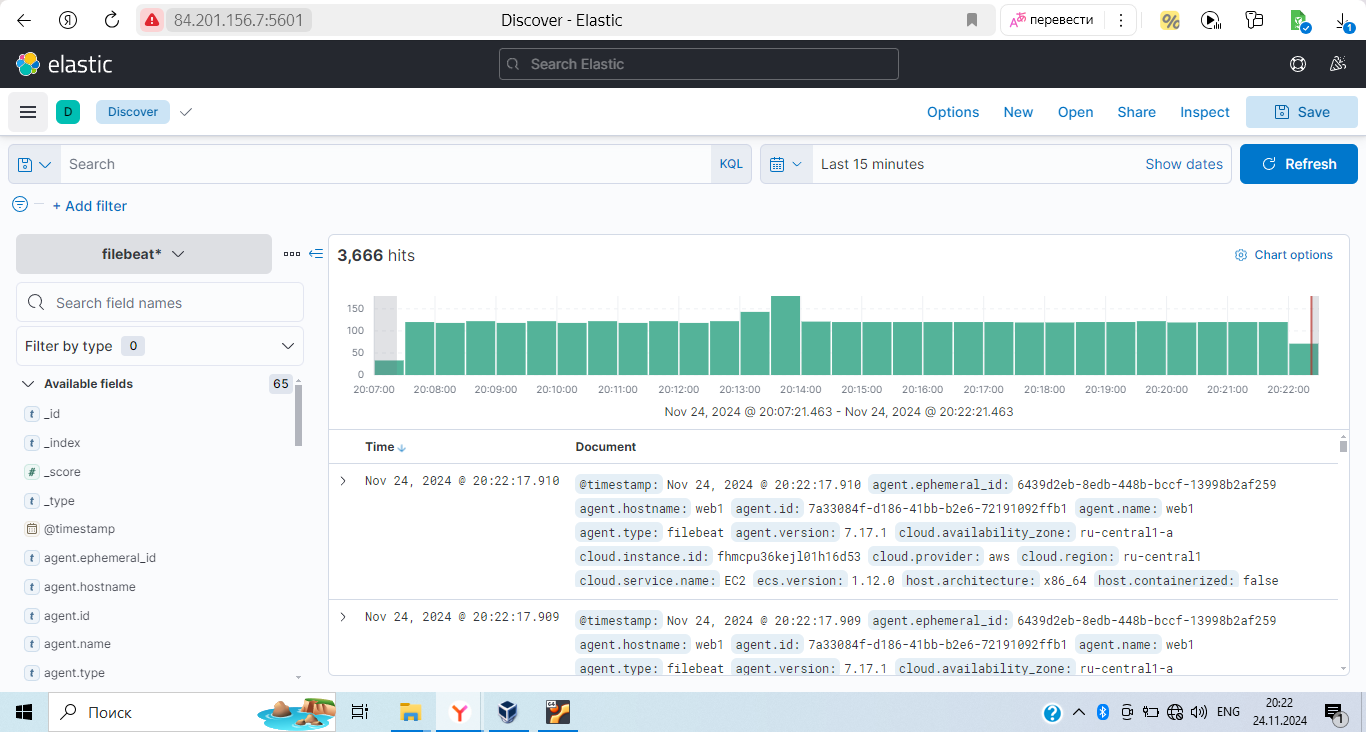 84.201.156.7:5601
Discover - Elastic
перевести
elastic
Search Elastic
D
Discover
Options
New
Open
Share
Inspect
Save
Search
KQL
Last 15 minutes
Show dates
Refresh
+ Add filter
filebeat*
3,666 hits
Chart options
Search field names
Filter by type 0
Available fields 65
t _id
t _index
# _score
t _type
@timestamp
t agent.ephemeral_id
t agent.hostname
t agent.id
t agent.name
t agent.type
150
100
50
0
20:07:00 20:08:00 20:09:00 20:10:00 20:11:00 20:12:00 20:13:00 20:14:00 20:15:00 20:16:00 20:17:00 20:18:00 20:19:00 20:20:00 20:21:00 20:22:00
Nov 24, 2024 @ 20:07:21.463 - Nov 24, 2024 @ 20:22:21.463
Time Document
Nov 24, 2024 @ 20:22:17.910 @timestamp: Nov 24, 2024 @ 20:22:17.910 agent.ephemeral_id: 6439d2eb-8edb-448b-bccf-13998b2af259
agent.hostname: web1 agent.id: 7a33084f-d186-41bb-b2e6-72191092ffb1 agent.name: web1
agent.type: filebeat agent.version: 7.17.1 cloud.availability_zone: ru-central1-a
cloud.instance.id: fhmcpu36kejl01h16d53 cloud.provider: aws cloud.region: ru-central1
cloud.service.name: EC2 ecs.version: 1.12.0 host.architecture: x86_64 host.containerized: false
Nov 24, 2024 @ 20:22:17.909 @timestamp: Nov 24, 2024 @ 20:22:17.909 agent.ephemeral_id: 6439d2eb-8edb-448b-bccf-13998b2af259
agent.hostname: web1 agent.id: 7a33084f-d186-41bb-b2e6-72191092ffb1 agent.name: web1
agent.type: filebeat agent.version: 7.17.1 cloud.availability_zone: ru-central1-a
Поиск
ENG
20:22
24.11.2024
1